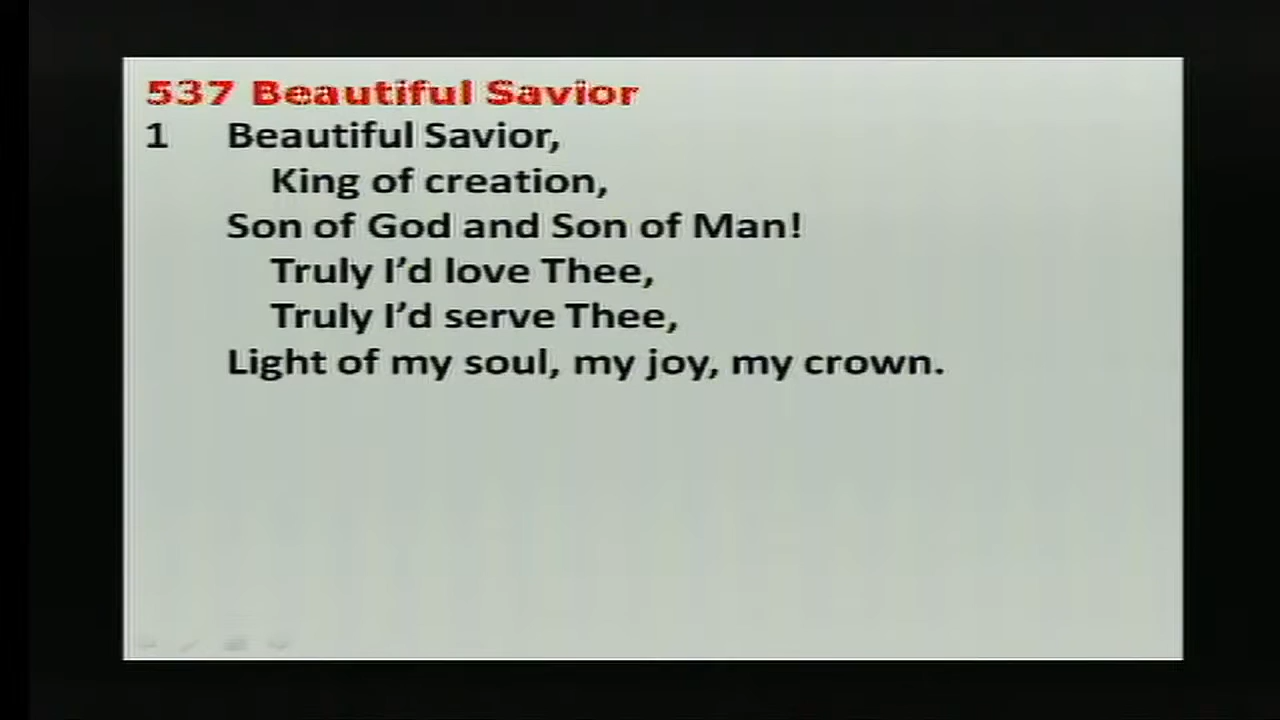 537 Beautiful Savior
1 Beautiful Savior,
King of creation,
Son of God and Son of Man!
Truly I’d love Thee,
Truly I’d serve Thee,
Light of my soul, my joy, my crown.